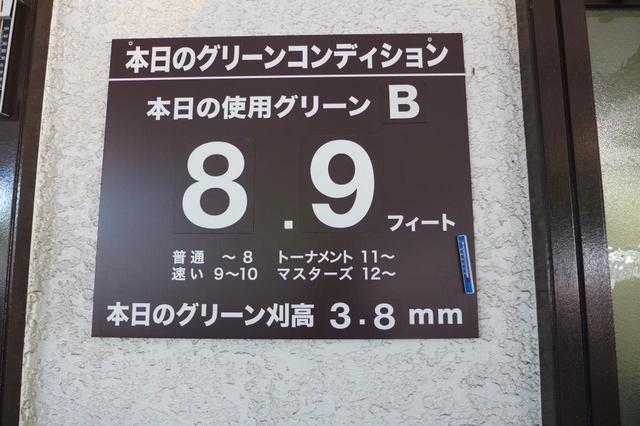 本日のグリーンコンディション
本日の使用グリーン B
8.9 フィート
普通 ～8 トーナメント 11～
速い 9～10 マスターズ 12～
本日のグリーン刈高 3.8 mm